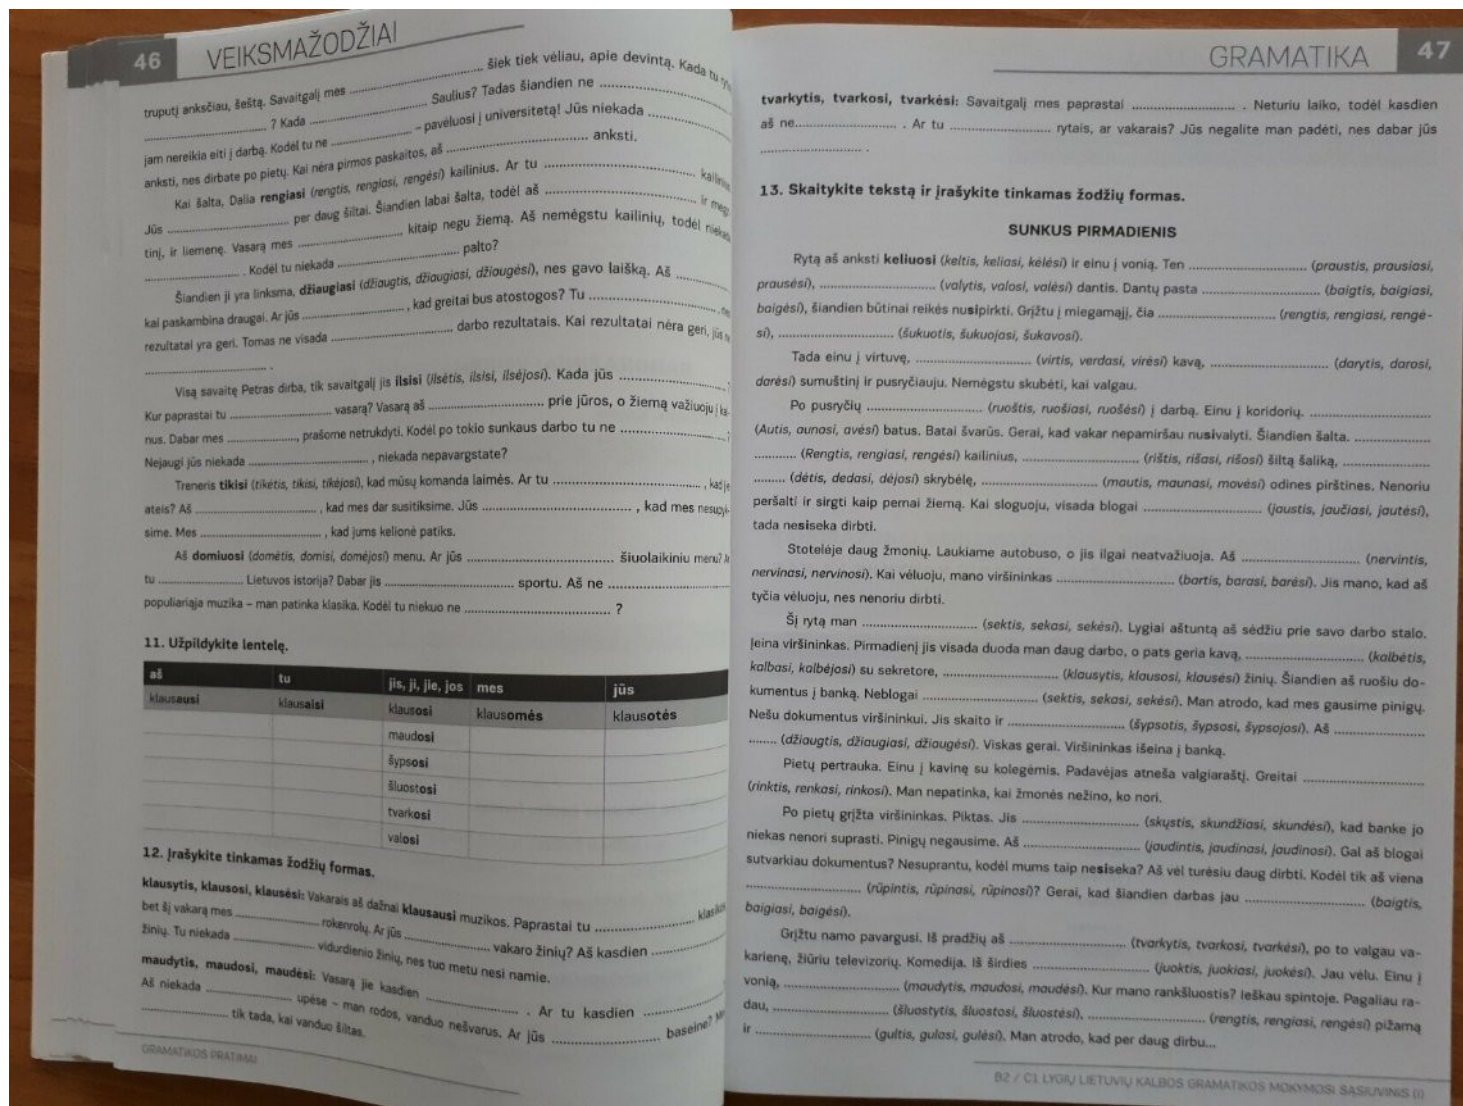 46 VEIKSMAŽODŽIAI
truputį anksčiau, šeštą. Savaitgalį mes ........ šiek tiek vėliau, apie devintą. Kada tu
........ ? Kada ........ Saulius? Tadas šiandien ne ........
jam nereikia eiti į darbą. Kodėl tu ne ........ – pavėluosi į universitetą! Jūs niekada ........
anksti, nes dirbate po pietų. Kai nėra pirmos paskaitos, aš ........ anksti.
Kai šalta, Dalia rengiasi (rengtis, rengiasi, rengėsi) kailinius. Ar tu ........ kailinius
Jūs ........ per daug šiltai. Šiandien labai šalta, todėl aš ........ ir megz-
tinį, ir liemenę. Vasarą mes ........ kitaip negu žiemą. Aš nemėgstu kailinių, todėl niekada
........ . Kodėl tu niekada ........ palto?
Šiandien ji yra linksma, džiaugiasi (džiaugtis, džiaugiasi, džiaugėsi), nes gavo laišką. Aš ........
kai paskambina draugai. Ar jūs ........ , kad greitai bus atostogos? Tu ........ , nes
rezultatai yra geri. Tomas ne visada ........ darbo rezultatais. Kai rezultatai nėra geri, jūs ne
........ .
Visą savaitę Petras dirba, tik savaitgalį jis ilsisi (ilsėtis, ilsisi, ilsėjosi). Kada jūs ........ ?
Kur paprastai tu ........ vasarą? Vasarą aš ........ prie jūros, o žiemą važiuoju į kal-
nus. Dabar mes ........, prašome netrukdyti. Kodėl po tokio sunkaus darbo tu ne ........ ?
Nejaugi jūs niekada ........ , niekada nepavargstate?
Treneris tikisi (tikėtis, tikisi, tikėjosi), kad mūsų komanda laimės. Ar tu ........ , kad jie
ateis? Aš ........ , kad mes dar susitiksime. Jūs ........ , kad mes nesupyk-
sime. Mes ........ , kad jums kelionė patiks.
Aš domiuosi (domėtis, domisi, domėjosi) menu. Ar jūs ........ šiuolaikiniu menu? Ar
tu ........ Lietuvos istorija? Dabar jis ........ sportu. Aš ne ........
populiariąja muzika – man patinka klasika. Kodėl tu niekuo ne ........ ?
11. Užpildykite lentelę.
aš tu jis, ji, jie, jos mes jūs
klausausi klausaisi klausosi klausomės klausotės
maudosi
šypsosi
šluostosi
tvarkosi
valosi
12. Įrašykite tinkamas žodžių formas.
klausytis, klausosi, klausėsi: Vakarais aš dažnai klausausi muzikos. Paprastai tu ........ klasikos
bet šį vakarą mes ........ rokenrolų. Ar jūs ........ vakaro žinių? Aš kasdien ........
žinių. Tu niekada ........ vidurdienio žinių, nes tuo metu nesi namie.
maudytis, maudosi, maudėsi: Vasarą jie kasdien ........ . Ar tu kasdien ........
Aš niekada ........ upėse – man rodos, vanduo nešvarus. Ar jūs ........ baseine? Mes
........ tik tada, kai vanduo šiltas.
GRAMATIKOS PRATIMAI
GRAMATIKA 47
tvarkytis, tvarkosi, tvarkėsi: Savaitgalį mes paprastai ........ . Neturiu laiko, todėl kasdien
aš ne........ . Ar tu ........ rytais, ar vakarais? Jūs negalite man padėti, nes dabar jūs
........ .
13. Skaitykite tekstą ir įrašykite tinkamas žodžių formas.
SUNKUS PIRMADIENIS
Rytą aš anksti keliuosi (keltis, keliasi, kėlėsi) ir einu į vonią. Ten ........ (praustis, prausiasi,
prausėsi), ........ (valytis, valosi, valėsi) dantis. Dantų pasta ........ (baigtis, baigiasi,
baigėsi), šiandien būtinai reikės nusipirkti. Grįžtu į miegamąjį, čia ........ (rengtis, rengiasi, rengė-
si), ........ (šukuotis, šukuojasi, šukavosi).
Tada einu į virtuvę, ........ (virtis, verdasi, virėsi) kavą, ........ (darytis, darosi,
darėsi) sumuštinį ir pusryčiauju. Nemėgstu skubėti, kai valgau.
Po pusryčių ........ (ruoštis, ruošiasi, ruošėsi) į darbą. Einu į koridorių. ........
(Autis, aunasi, avėsi) batus. Batai švarūs. Gerai, kad vakar nepamiršau nusivalyti. Šiandien šalta. ........
........ (Rengtis, rengiasi, rengėsi) kailinius, ........ (rištis, rišasi, rišosi) šiltą šaliką, ........
........ (dėtis, dedasi, dėjosi) skrybėlę, ........ (mautis, maunasi, movėsi) odines pirštines. Nenoriu
peršalti ir sirgti kaip pernai žiemą. Kai sloguoju, visada blogai ........ (jaustis, jaučiasi, jautėsi),
tada nesiseka dirbti.
Stotelėje daug žmonių. Laukiame autobuso, o jis ilgai neatvažiuoja. Aš ........ (nervintis,
nervinasi, nervinosi). Kai vėluoju, mano viršininkas ........ (bartis, barasi, barėsi). Jis mano, kad aš
tyčia vėluoju, nes nenoriu dirbti.
Šį rytą man ........ (sektis, sekasi, sekėsi). Lygiai aštuntą aš sėdžiu prie savo darbo stalo.
Įeina viršininkas. Pirmadienį jis visada duoda man daug darbo, o pats geria kavą, ........ (kalbėtis,
kalbasi, kalbėjosi) su sekretore, ........ (klausytis, klausosi, klausėsi) žinių. Šiandien aš ruošiu do-
kumentus į banką. Neblogai ........ (sektis, sekasi, sekėsi). Man atrodo, kad mes gausime pinigų.
Nešu dokumentus viršininkui. Jis skaito ir ........ (šypsotis, šypsosi, šypsojosi). Aš ........
........ (džiaugtis, džiaugiasi, džiaugėsi). Viskas gerai. Viršininkas išeina į banką.
Pietų pertrauka. Einu į kavinę su kolegėmis. Padavėjas atneša valgiaraštį. Greitai ........
(rinktis, renkasi, rinkosi). Man nepatinka, kai žmonės nežino, ko nori.
Po pietų grįžta viršininkas. Piktas. Jis ........ (skųstis, skundžiasi, skundėsi), kad banke jo
niekas nenori suprasti. Pinigų negausime. Aš ........ (jaudintis, jaudinasi, jaudinosi). Gal aš blogai
sutvarkiau dokumentus? Nesuprantu, kodėl mums taip nesiseka? Aš vėl turėsiu daug dirbti. Kodėl tik aš viena
........ (rūpintis, rūpinasi, rūpinosi)? Gerai, kad šiandien darbas jau ........ (baigtis,
baigiasi, baigėsi).
Grįžtu namo pavargusi. Iš pradžių aš ........ (tvarkytis, tvarkosi, tvarkėsi), po to valgau va-
karienę, žiūriu televizorių. Komedija. Iš širdies ........ (juoktis, juokiasi, juokėsi). Jau vėlu. Einu į
vonią, ........ (maudytis, maudosi, maudėsi). Kur mano rankšluostis? Ieškau spintoje. Pagaliau ra-
dau, ........ (šluostytis, šluostosi, šluostėsi), ........ (rengtis, rengiasi, rengėsi) pižamą
ir ........ (gultis, gulasi, gulėsi). Man atrodo, kad per daug dirbu...
B2 / C1 LYGIŲ LIETUVIŲ KALBOS GRAMATIKOS MOKYMOSI SĄSIUVINIS (I)